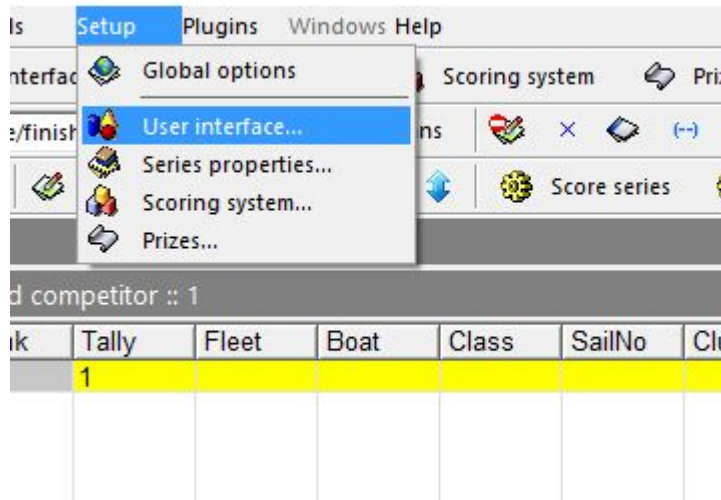 ls Setup Plugins Windows Help
nterfac Global options Scoring system Pri
e/finish User interface... ns
Series properties... Score series
Scoring system...
Prizes...
d competitor :: 1
nk Tally Fleet Boat Class SailNo Clu
1